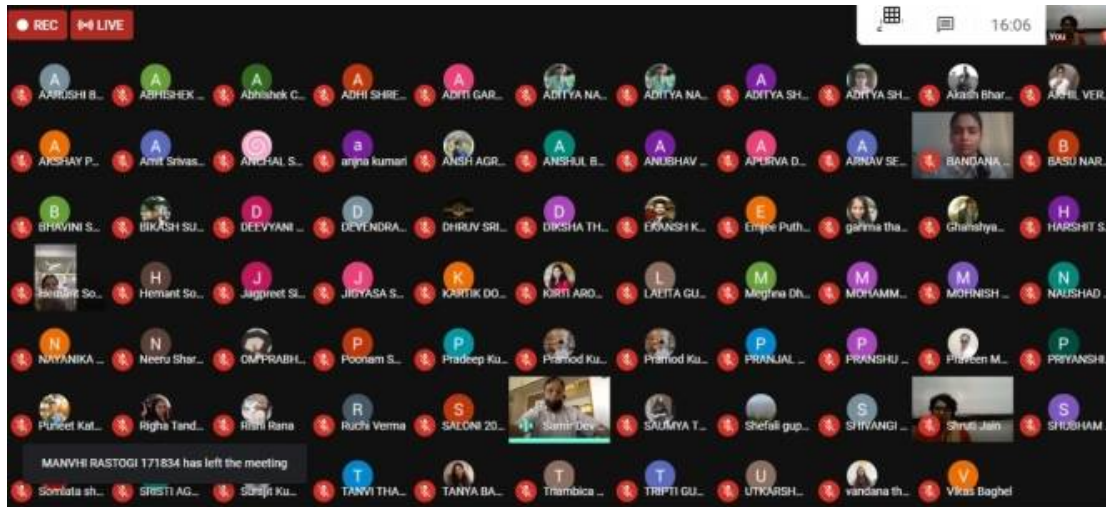 REC LIVE 16:06
You
A A A A A A
AARUSHI B... ABHISHEK ... Abhishek C... ADHI SHRE... ADITI GAR... ADITYA NA... ADITYA NA... ADITYA SH... ADITYA SH... Akash Bhar... AKHIL VER...
A A a A A A A B
AKSHAY P... Amit Srivas... ANCHAL S... anjna kumari ANSH AGR... ANSHUL B... ANUBHAV ... APURVA D... ARNAV SE... BANDANA ... BASU NAR...
B D D D E H
BHAVINI S... BIKASH SU... DEEVYANI ... DEVENDRA... DHRUV SRI... DIKSHA TH... EKANSH K... Emjee Puth... garima tha... Ghanshya... HARSHIT S...
H J J K L M M M N
Hemant So... Hemant So... Jagpreet Si... JIGYASA S... KARTIK DO... KIRTI ARO... LALITA GU... Meghna Dh... MOHAMM... MOHNISH ... NAUSHAD ...
N N P P P P P
NAYANIKA ... Neeru Shar... OM PRABH... Poonam S... Pradeep Ku... Pramod Ku... Pramod Ku... PRANJAL ... PRANSHU ... Praveen M... PRIYANSHI...
R S S S
Puneet Kat... Righa Tand... Rishi Rana Ruchi Verma SALONI 20... Samir Dev... SAUMYA T... Shefali gup... SHIVANGI ... Shruti Jain SHUBHAM ...
MANVHI RASTOGI 171834 has left the meeting
T T T U V
Somlata sh... SRISTI AG... Surajit Ku... TANVI THA... TANYA BA... Triambica ... TRIPTI GU... UTKARSH... vandana th... Vikas Baghel